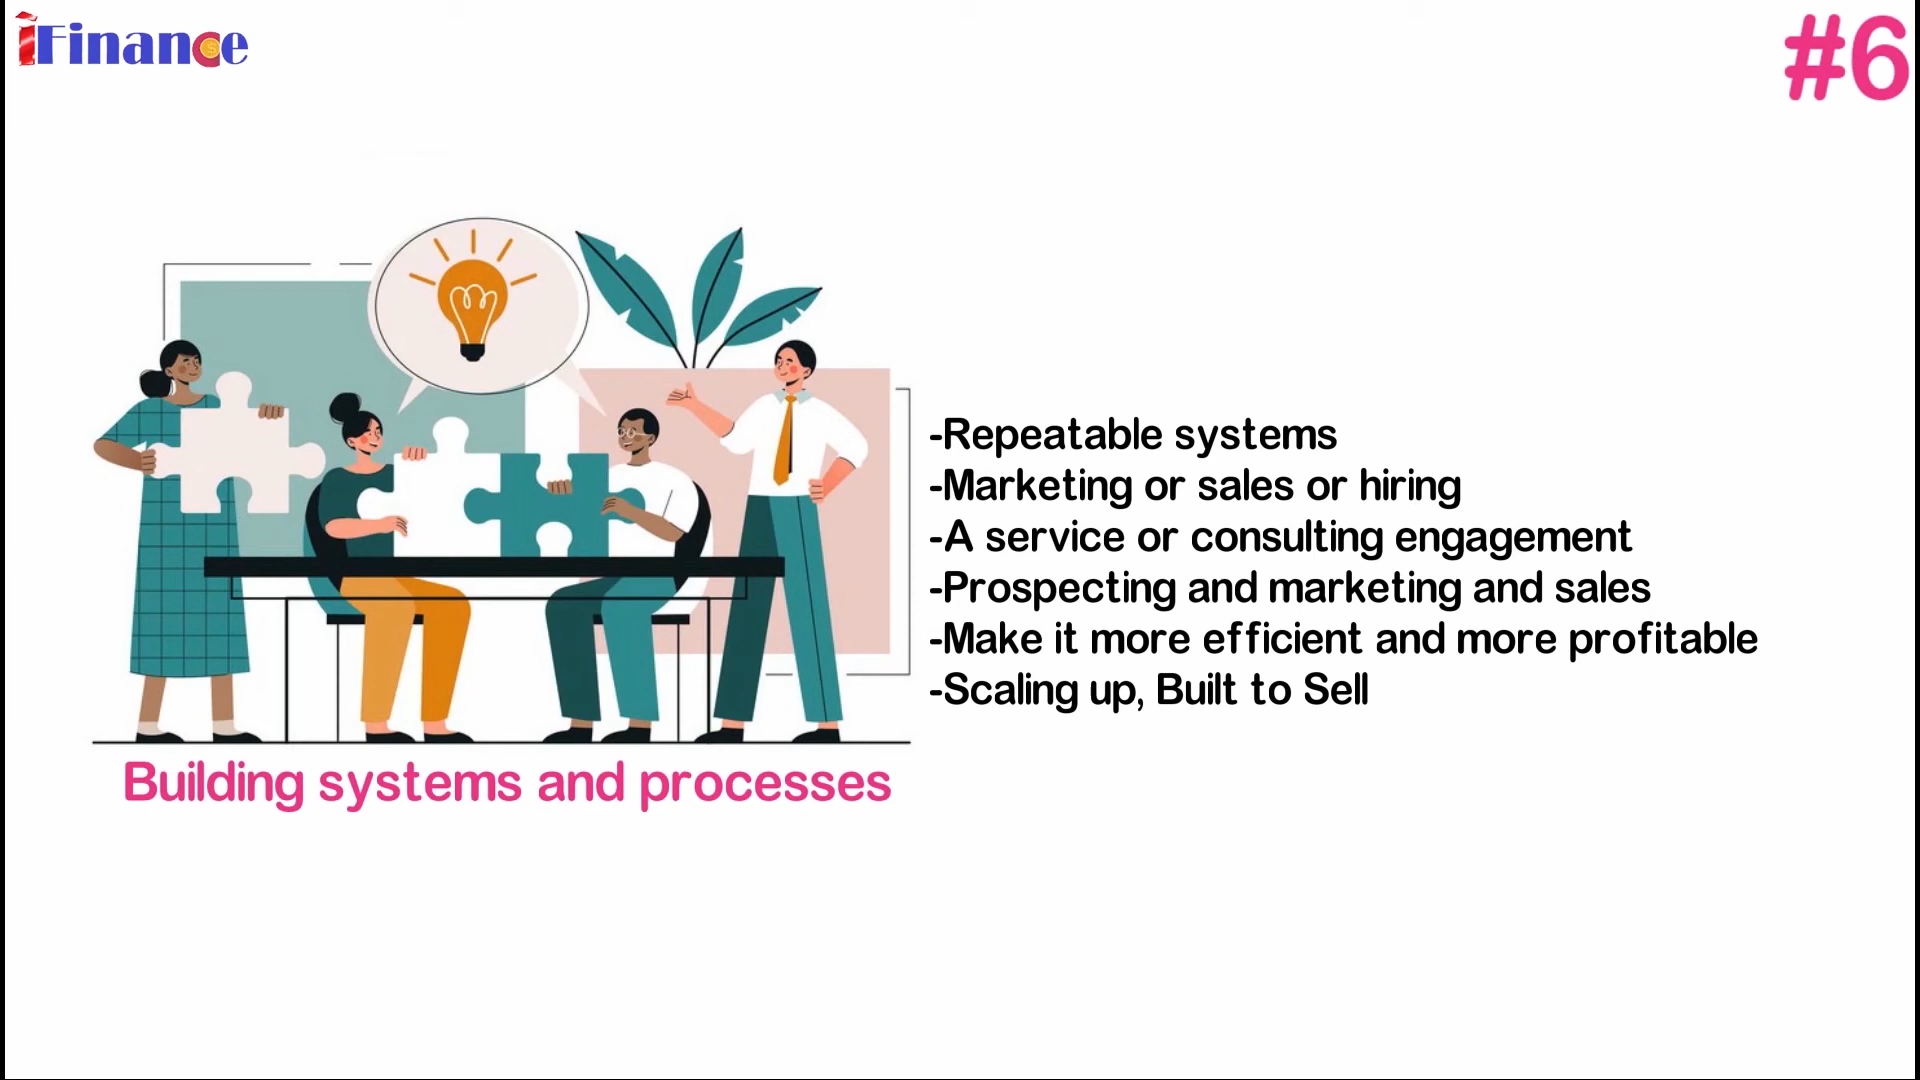 iFinance
#6
-Repeatable systems
-Marketing or sales or hiring
-A service or consulting engagement
-Prospecting and marketing and sales
-Make it more efficient and more profitable
-Scaling up, Built to Sell
Building systems and processes